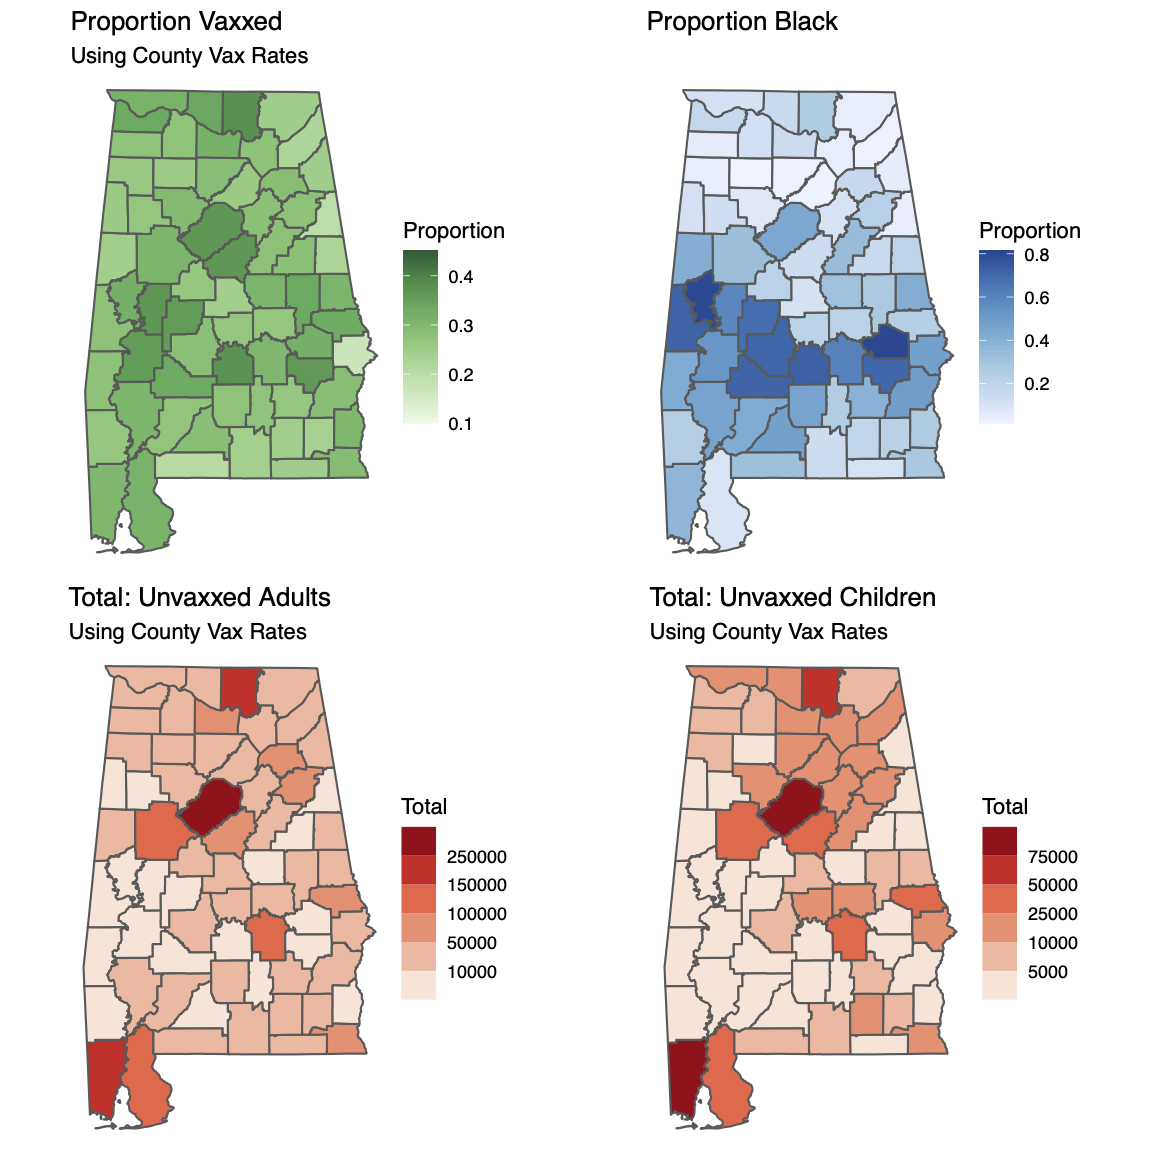 Proportion Vaxxed
Using County Vax Rates
Proportion
0.4
0.3
0.2
0.1
Proportion Black
Proportion
0.8
0.6
0.4
0.2
Total: Unvaxxed Adults
Using County Vax Rates
Total
250000
150000
100000
50000
10000
Total: Unvaxxed Children
Using County Vax Rates
Total
75000
50000
25000
10000
5000